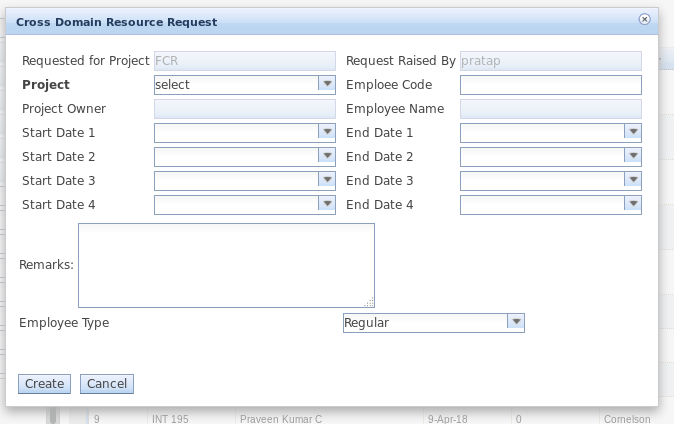 Cross Domain Resource Request
Requested for Project FCR Request Raised By pratap
Project select Emploee Code
Project Owner Employee Name
Start Date 1 End Date 1
Start Date 2 End Date 2
Start Date 3 End Date 3
Start Date 4 End Date 4
Remarks:
Employee Type Regular
Create Cancel
9 INT 195 Praveen Kumar C 9-Apr-18 0 Cornelson